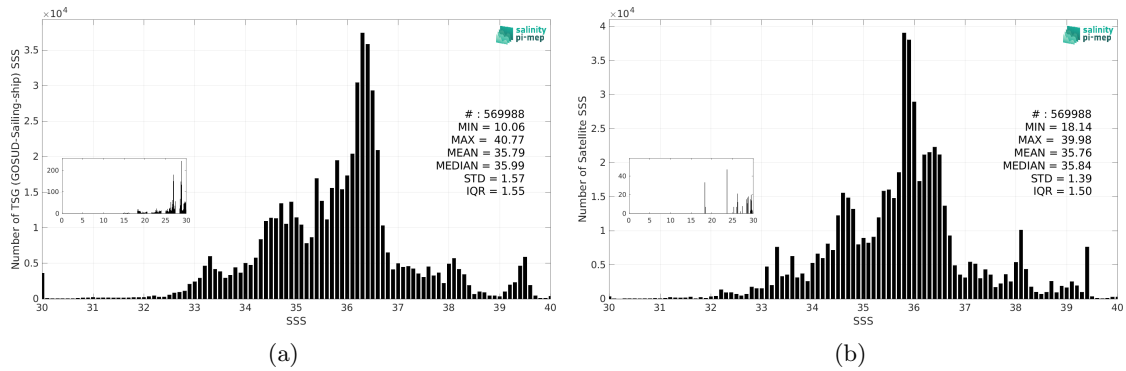 ×10⁴
salinity
pi-mep
Number of TSG (GOSUD-Sailing-ship) SSS
3.5
3
2.5
2
1.5
1
0.5
0
# : 569988
MIN = 10.06
MAX = 40.77
MEAN = 35.79
MEDIAN = 35.99
STD = 1.57
IQR = 1.55
200
100
0
0 5 10 15 20 25 30
30 31 32 33 34 35 36 37 38 39 40
SSS
(a)
×10⁴
salinity
pi-mep
Number of Satellite SSS
4
3.5
3
2.5
2
1.5
1
0.5
0
# : 569988
MIN = 18.14
MAX = 39.98
MEAN = 35.76
MEDIAN = 35.84
STD = 1.39
IQR = 1.50
40
20
0
0 5 10 15 20 25 30
30 31 32 33 34 35 36 37 38 39 40
SSS
(b)